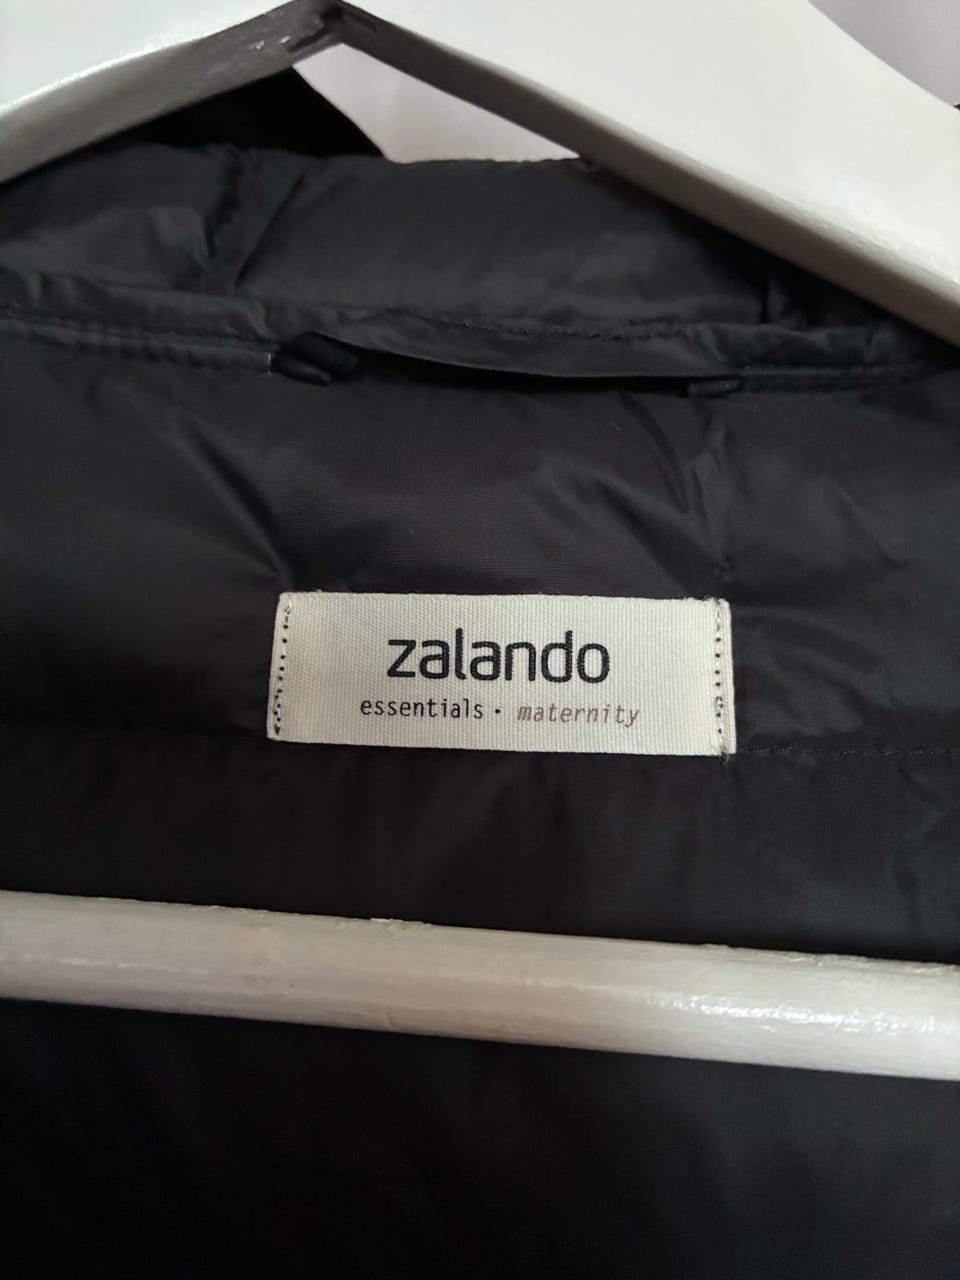 zalando
essentials · maternity